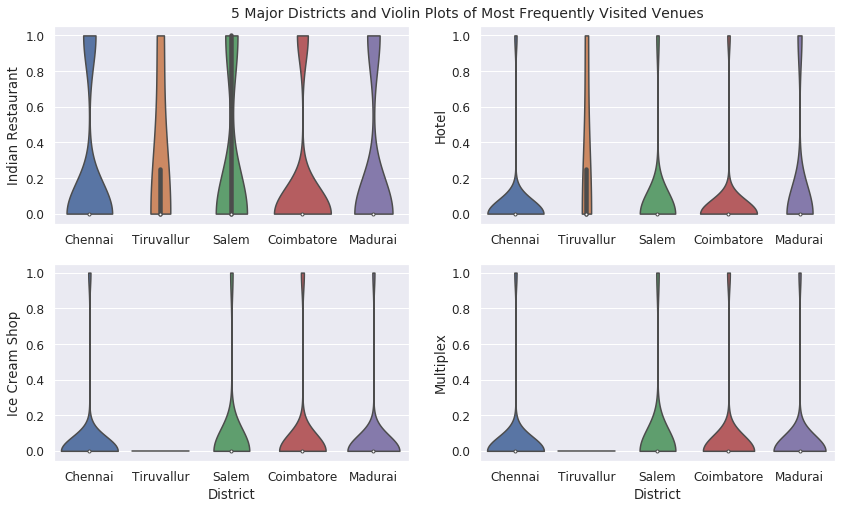 5 Major Districts and Violin Plots of Most Frequently Visited Venues
Indian Restaurant
1.0
0.8
0.6
0.4
0.2
0.0
Chennai Tiruvallur Salem Coimbatore Madurai
Hotel
1.0
0.8
0.6
0.4
0.2
0.0
Chennai Tiruvallur Salem Coimbatore Madurai
Ice Cream Shop
1.0
0.8
0.6
0.4
0.2
0.0
Chennai Tiruvallur Salem Coimbatore Madurai
District
Multiplex
1.0
0.8
0.6
0.4
0.2
0.0
Chennai Tiruvallur Salem Coimbatore Madurai
District